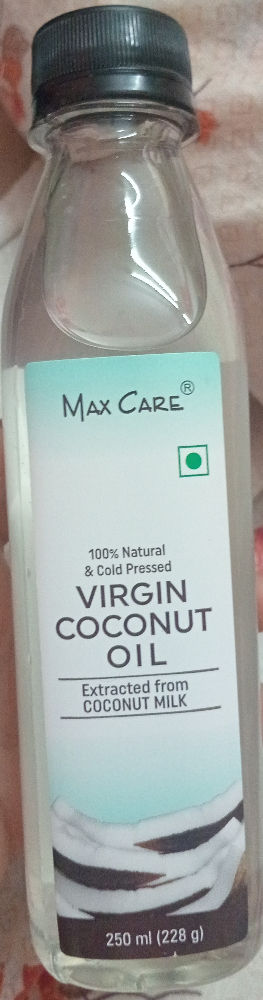 MAX CARE®
100% Natural
& Cold Pressed
VIRGIN
COCONUT
OIL
Extracted from
COCONUT MILK
250 ml (228 g)